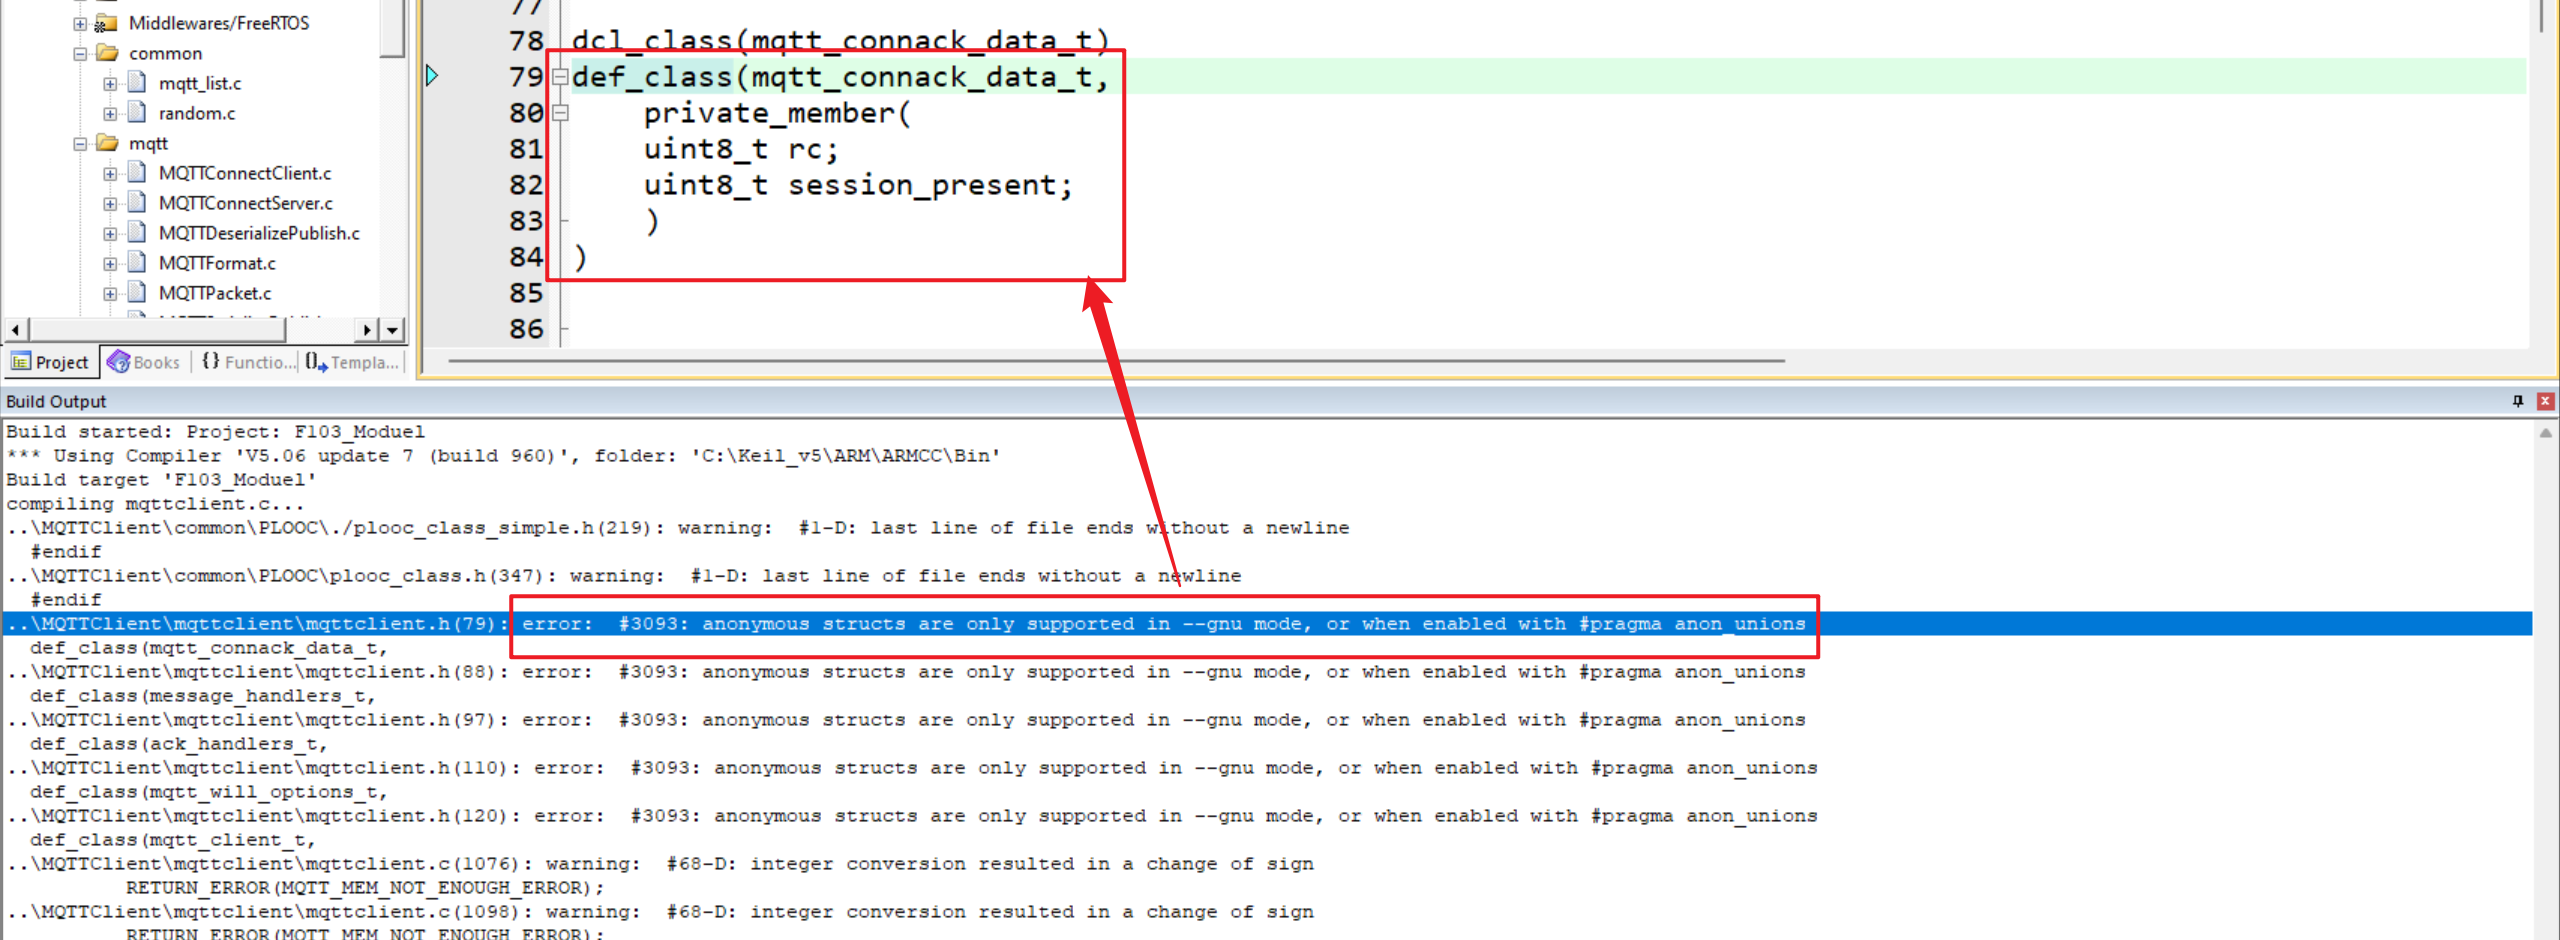 Middlewares/FreeRTOS
common
mqtt_list.c
random.c
mqtt
MQTTConnectClient.c
MQTTConnectServer.c
MQTTDeserializePublish.c
MQTTFormat.c
MQTTPacket.c
Project
Books
{} Functio...
Templa...
77
78 dcl_class(mqtt_connack_data_t)
79 def_class(mqtt_connack_data_t,
80 private_member(
81 uint8_t rc;
82 uint8_t session_present;
83 )
84 )
85
86
Build Output
Build started: Project: F103_Moduel
*** Using Compiler 'V5.06 update 7 (build 960)', folder: 'C:\Keil_v5\ARM\ARMCC\Bin'
Build target 'F103_Moduel'
compiling mqttclient.c...
..\MQTTClient\common\PLOOC\./plooc_class_simple.h(219): warning:  #1-D: last line of file ends without a newline
#endif
..\MQTTClient\common\PLOOC\plooc_class.h(347): warning:  #1-D: last line of file ends without a newline
#endif
..\MQTTClient\mqttclient\mqttclient.h(79): error:  #3093: anonymous structs are only supported in --gnu mode, or when enabled with #pragma anon_unions
def_class(mqtt_connack_data_t,
..\MQTTClient\mqttclient\mqttclient.h(88): error:  #3093: anonymous structs are only supported in --gnu mode, or when enabled with #pragma anon_unions
def_class(message_handlers_t,
..\MQTTClient\mqttclient\mqttclient.h(97): error:  #3093: anonymous structs are only supported in --gnu mode, or when enabled with #pragma anon_unions
def_class(ack_handlers_t,
..\MQTTClient\mqttclient\mqttclient.h(110): error:  #3093: anonymous structs are only supported in --gnu mode, or when enabled with #pragma anon_unions
def_class(mqtt_will_options_t,
..\MQTTClient\mqttclient\mqttclient.h(120): error:  #3093: anonymous structs are only supported in --gnu mode, or when enabled with #pragma anon_unions
def_class(mqtt_client_t,
..\MQTTClient\mqttclient\mqttclient.c(1076): warning:  #68-D: integer conversion resulted in a change of sign
RETURN_ERROR(MQTT_MEM_NOT_ENOUGH_ERROR);
..\MQTTClient\mqttclient\mqttclient.c(1098): warning:  #68-D: integer conversion resulted in a change of sign
RETURN_ERROR(MQTT_MEM_NOT_ENOUGH_ERROR);